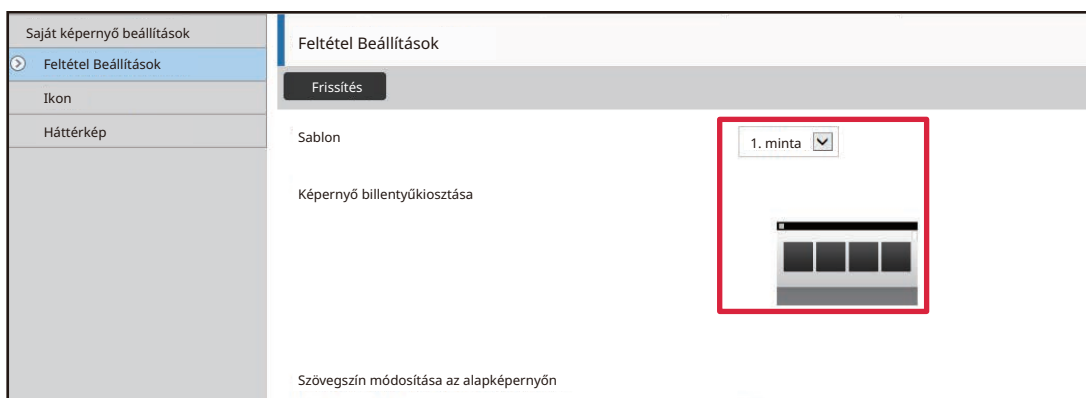 Saját képernyő beállítások
Feltétel Beállítások
Ikon
Háttérkép
Feltétel Beállítások
Frissítés
Sablon
1. minta
Képernyő billentyűkiosztása
Szövegszín módosítása az alapképernyőn